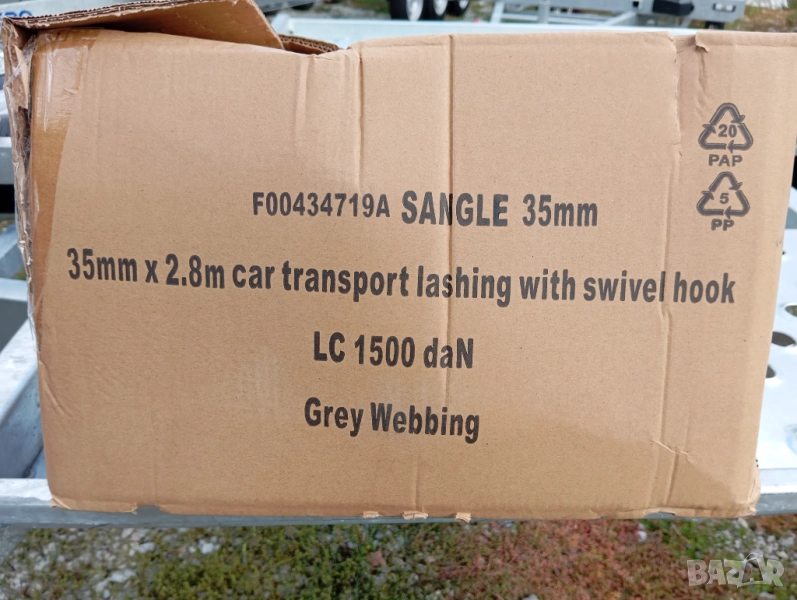 20
PAP
5
PP
F00434719A SANGLE 35mm
35mm x 2.8m car transport lashing with swivel hook
LC 1500 daN
Grey Webbing
BAZAR